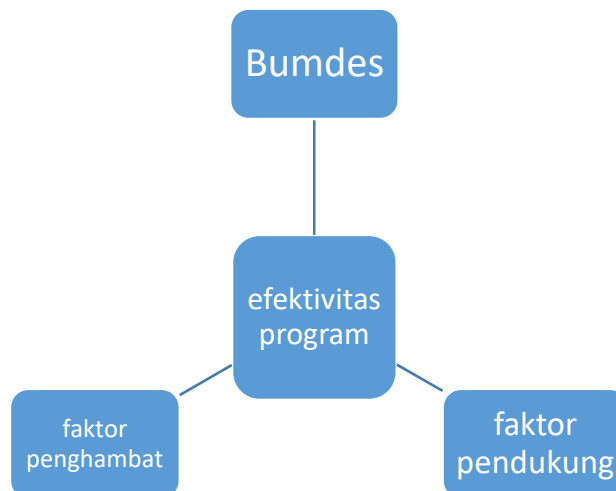 Bumdes
efektivitas
program
faktor
penghambat
faktor
pendukung